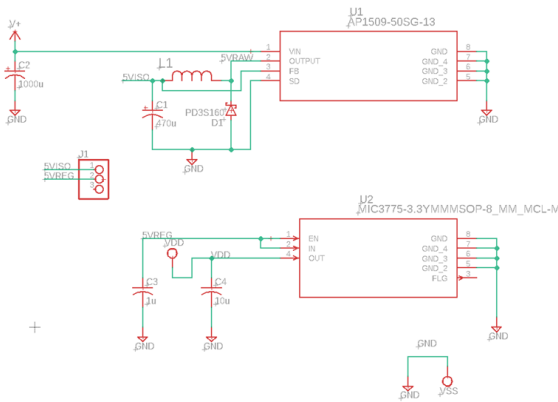 V+
U1
AP1509-50SG-13
C2
1000u
GND
L1
5VISO
5VRAW
1 VIN
2 OUTPUT
3 FB
4 SD
GND 8
GND_4 7
GND_3 6
GND_2 5
GND
C1
470u
PD3S160
D1
GND
J1
5VISO 1
5VREG 2
3
U2
MIC3775-3.3YMMMSOP-8_MM_MCL-M
5VREG
VDD
VDD
1 EN
2 IN
4 OUT
GND 8
GND_4 7
GND_3 6
GND_2 5
FLG 3
C3
1u
C4
10u
GND
GND
GND
GND
GND
VSS